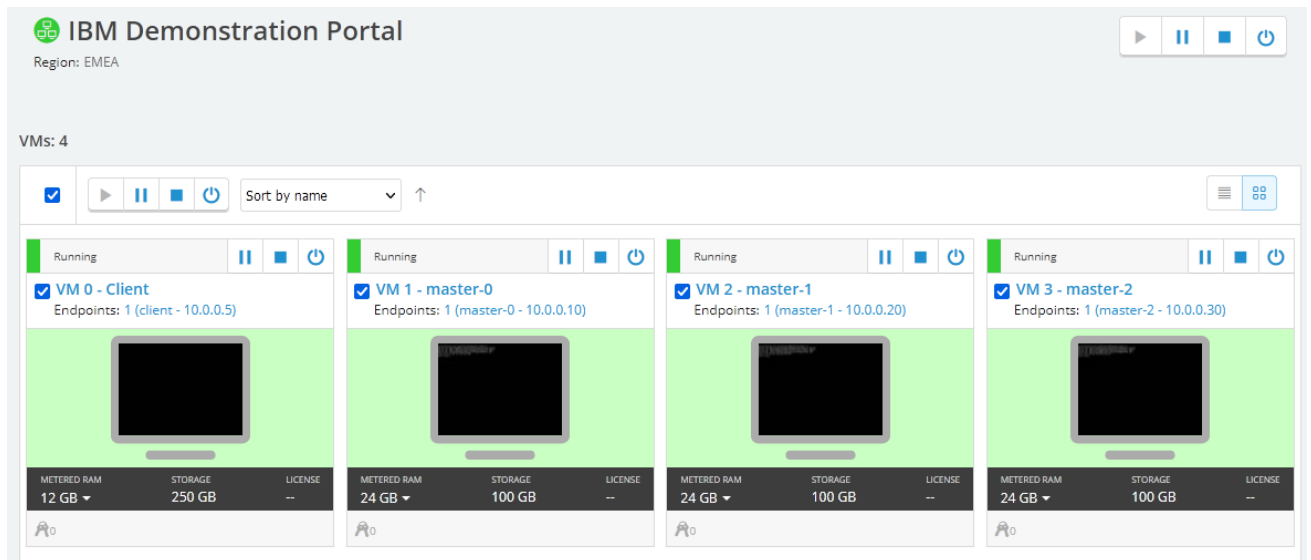 IBM Demonstration Portal
Region: EMEA
VMs: 4
Sort by name
Running
VM 0 - Client
Endpoints: 1 (client - 10.0.0.5)
METERED RAM STORAGE LICENSE
12 GB 250 GB --
0
Running
VM 1 - master-0
Endpoints: 1 (master-0 - 10.0.0.10)
METERED RAM STORAGE LICENSE
24 GB 100 GB --
0
Running
VM 2 - master-1
Endpoints: 1 (master-1 - 10.0.0.20)
METERED RAM STORAGE LICENSE
24 GB 100 GB --
0
Running
VM 3 - master-2
Endpoints: 1 (master-2 - 10.0.0.30)
METERED RAM STORAGE LICENSE
24 GB 100 GB --
0